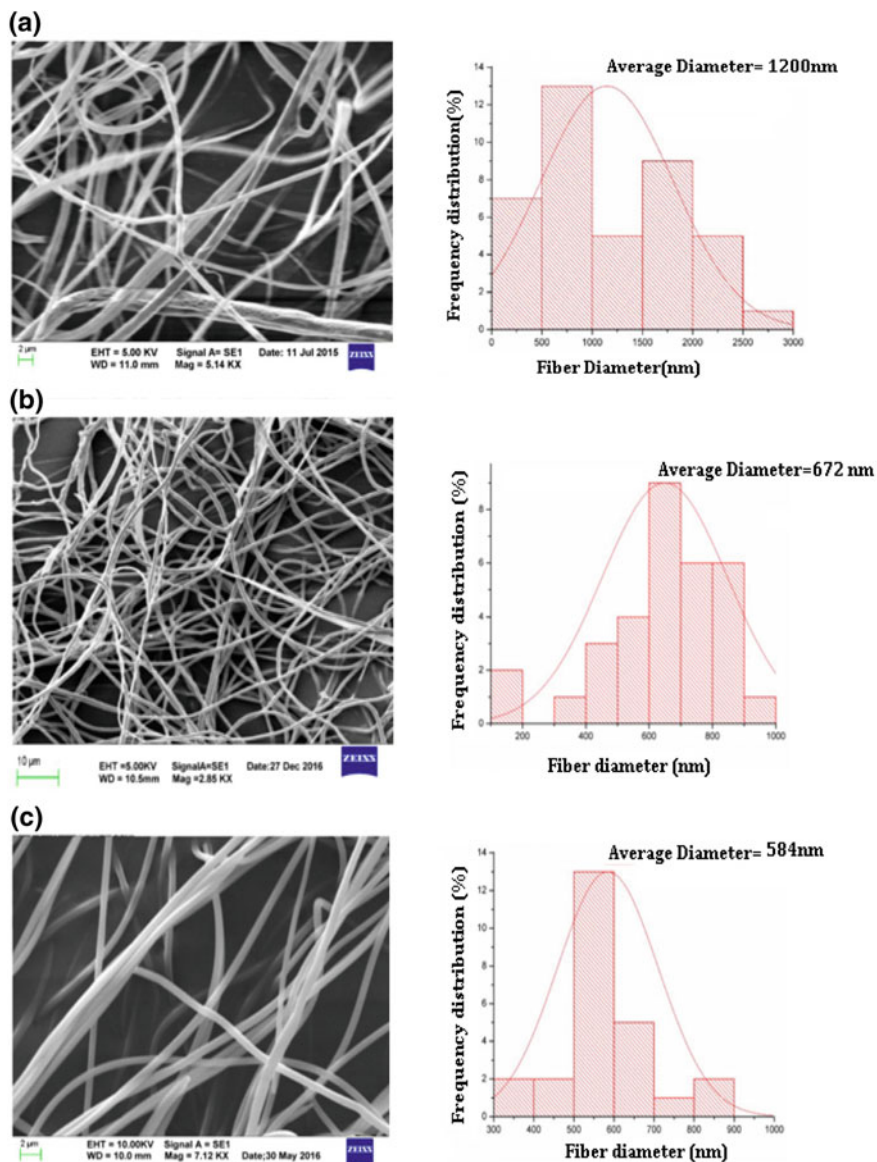 (a)
Average Diameter= 1200nm
Frequency distribution(%)
14
12
10
8
6
4
2
0
0 500 1000 1500 2000 2500 3000
Fiber Diameter(nm)
2 μm
EHT = 5.00 KV Signal A= SE1 Date: 11 Jul 2015
WD = 11.0 mm Mag = 5.14 KX
ZEISS
(b)
Average Diameter=672 nm
Frequency distribution (%)
8
6
4
2
0
200 400 600 800 1000
Fiber diameter (nm)
10 μm
EHT =5.00KV SignalA=SE1 Date:27 Dec 2016
WD = 10.5mm Mag =2.85 KX
ZEISS
(c)
Average Diameter= 584nm
Frequency distribution (%)
14
12
10
8
6
4
2
0
300 400 500 600 700 800 900 1000
Fiber diameter (nm)
2 μm
EHT = 10.00KV Signal A = SE1
WD = 10.0 mm Mag = 7.12 KX Date;30 May 2016
ZEISS